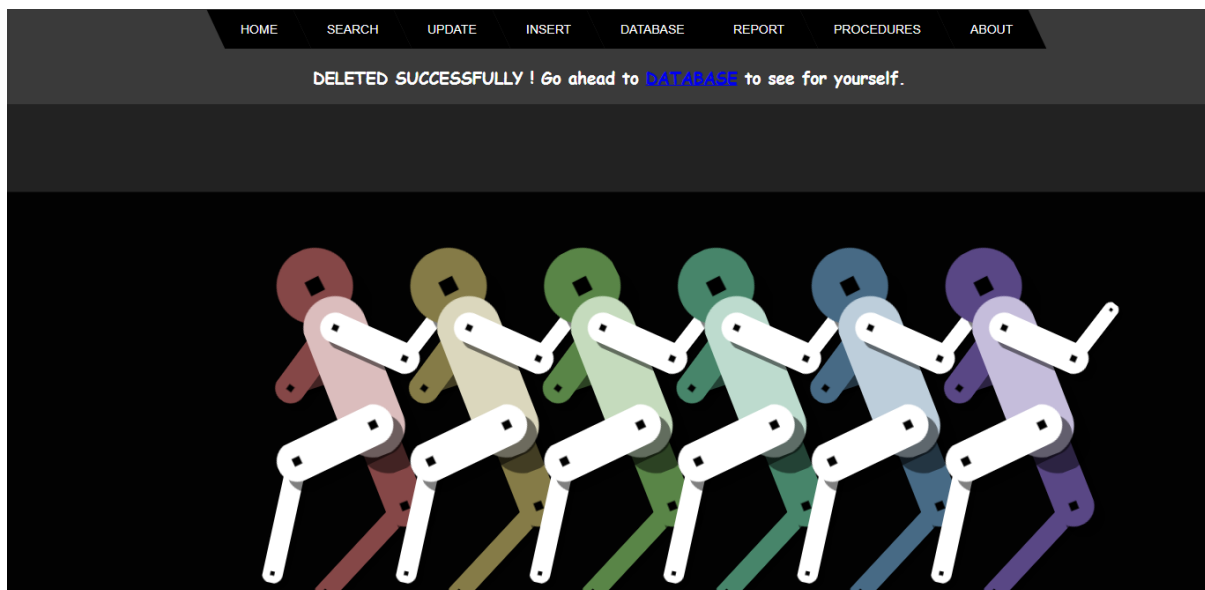 HOME SEARCH UPDATE INSERT DATABASE REPORT PROCEDURES ABOUT
DELETED SUCCESSFULLY ! Go ahead to DATABASE to see for yourself.